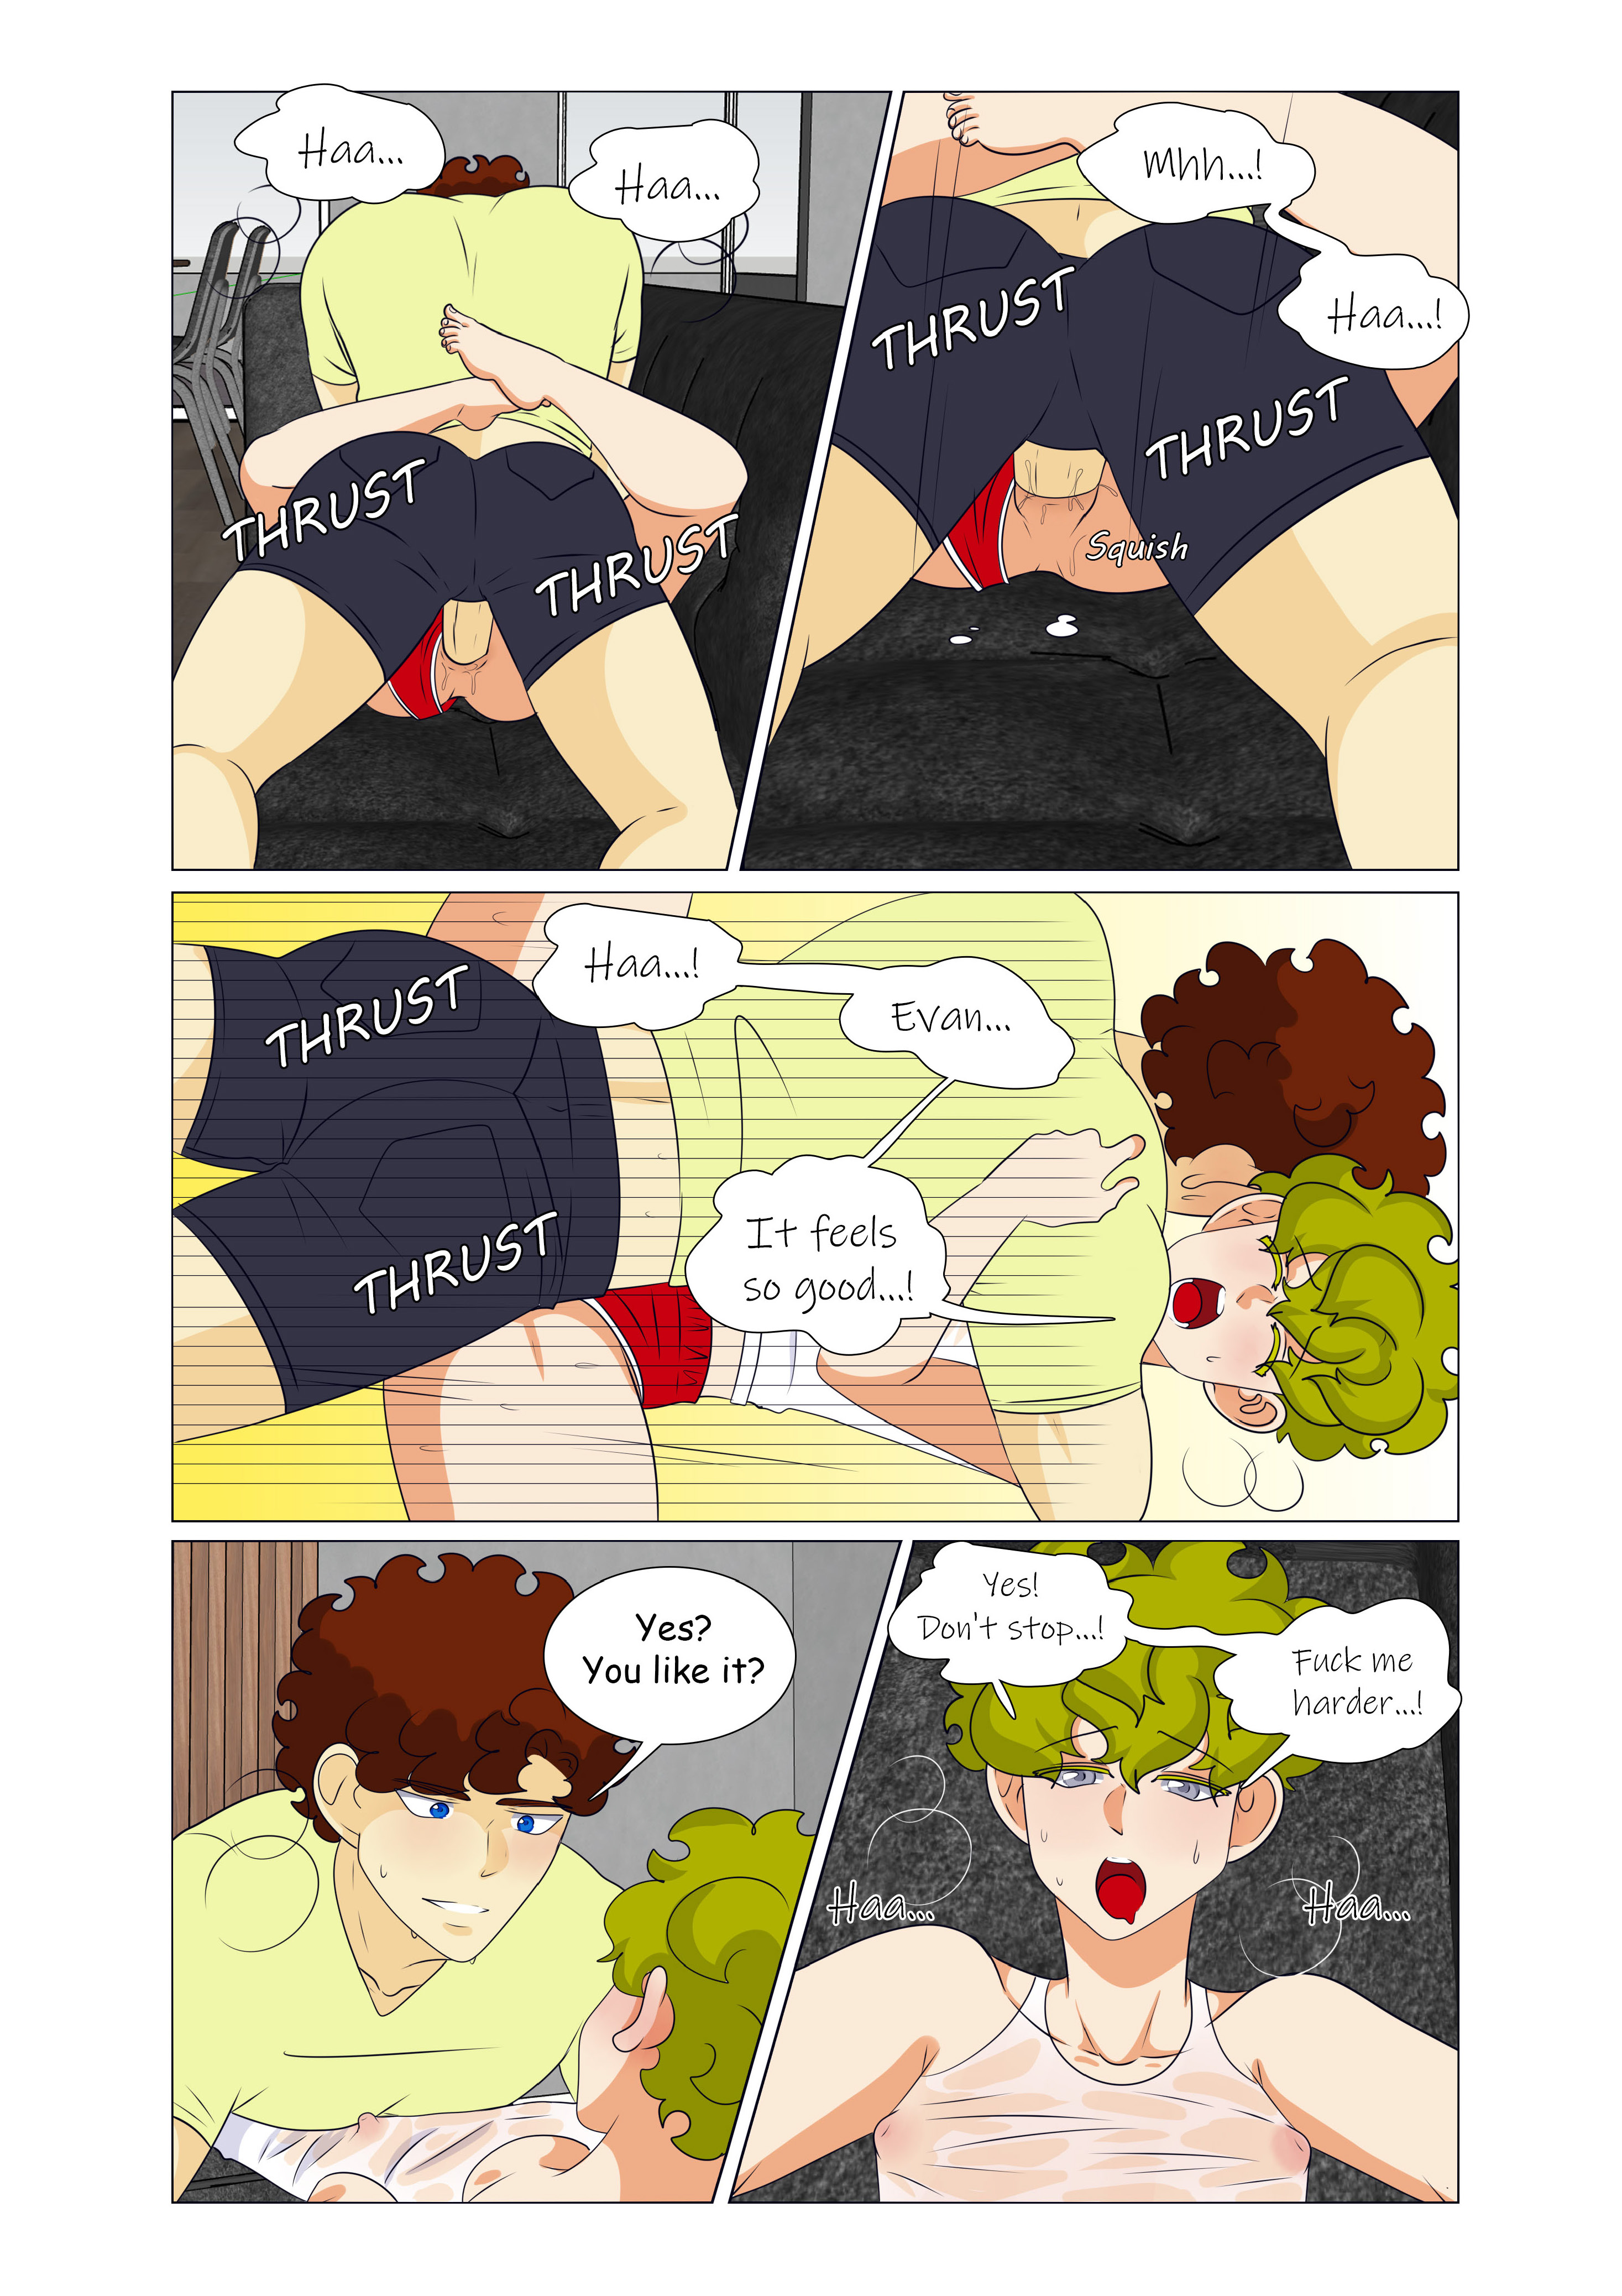 Haa...
Haa...
THRUST
THRUST
Mhh...!
Haa...!
THRUST
THRUST
Squish
THRUST
Haa...!
Evan...
It feels
so good...!
THRUST
Yes?
You like it?
Yes!
Don't stop...!
Fuck me
harder...!
Haa...
Haa...